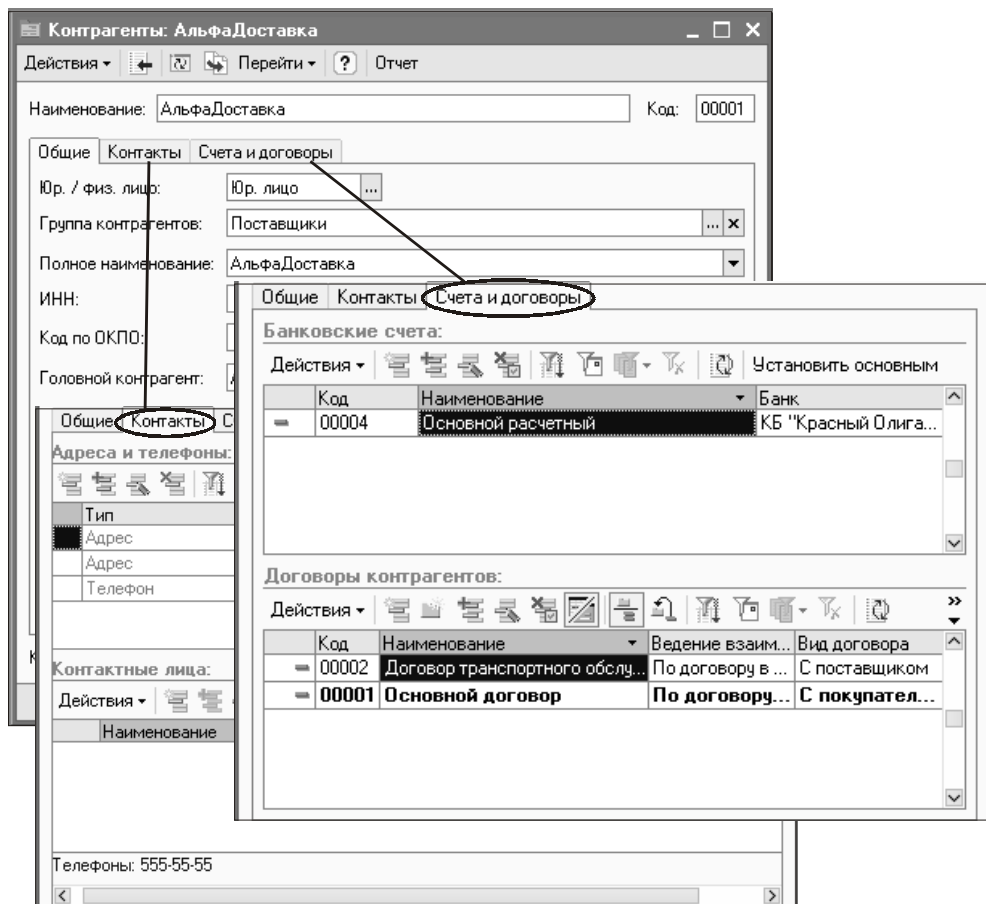 Контрагенты: АльфаДоставка
Действия Перейти ? Отчет
Наименование: АльфаДоставка Код: 00001
Общие Контакты Счета и договоры
Юр. / физ. лицо: Юр. лицо ...
Группа контрагентов: Поставщики ... x
Полное наименование: АльфаДоставка
ИНН:
Код по ОКПО:
Головной контрагент:
Общие Контакты Счета и договоры
Банковские счета:
Действия Установить основным
Код Наименование Банк
00004 Основной расчетный КБ "Красный Олига...
Договоры контрагентов:
Действия »
Код Наименование Ведение взаим... Вид договора
00002 Договор транспортного обслу... По договору в ... С поставщиком
00001 Основной договор По договору... С покупател...
Общие Контакты С
Адреса и телефоны:
Тип
Адрес
Адрес
Телефон
Контактные лица:
Действия
Наименование
Телефоны: 555-55-55